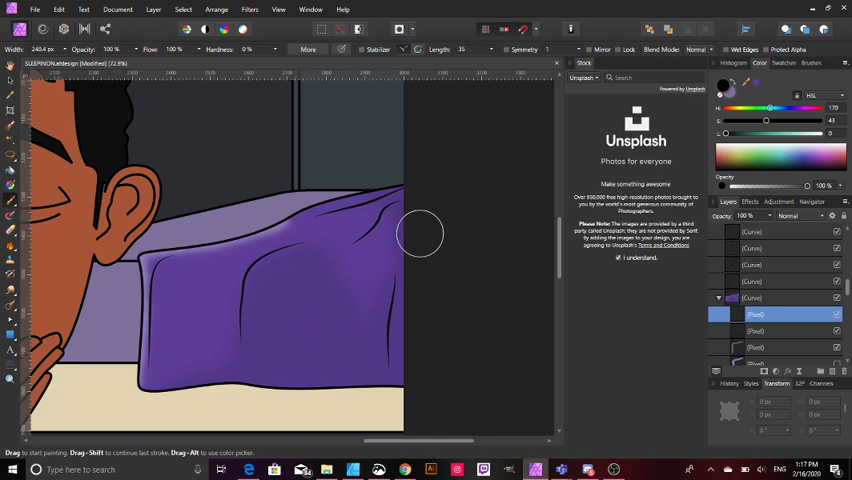 File Edit Text Document Layer Select Arrange Filters View Window Help
Width: 240.4 px Opacity: 100 % Flow: 100 % Hardness: 0 % More Stabilizer Length: 35 Symmetry 1 Mirror Lock Blend Modes: Normal Wet Edges Protect Alpha
SLEEPINON.afdesign [Modified] (72.9%)
Stock
Histogram Color Swatches Brushes
Unsplash Search
Powered by Unsplash
HSL
H: 170
S: 43
L: 0
Unsplash
Photos for everyone
Make something awesome
Over 850,000 free high-resolution photos brought to you by the world's most generous community of Photographers.
Please Note: The images are provided by a third party called Unsplash; they are not provided by Serif. By adding the images to your design, you are agreeing to Unsplash's Terms and Conditions.
I understand.
Opacity
100 %
Layers Effects Adjustment Navigator
Opacity: 100 % Normal
(Curve)
(Curve)
(Curve)
(Curve)
(Curve)
(Pixel)
(Pixel)
(Pixel)
(Pixel)
History Styles Transform 32P Channels
X: 0 px Y: 0 px
W: 0 px H: 0 px
R: 0 ° S: 0 °
Drag to start painting. Drag+Shift to continue last stroke. Drag+Alt to use color picker.
Type here to search
ENG
1:17 PM
2/16/2020